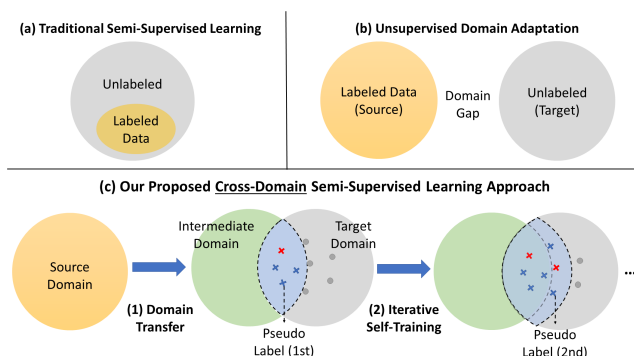 (a) Traditional Semi-Supervised Learning
Unlabeled
Labeled
Data
(b) Unsupervised Domain Adaptation
Labeled Data
(Source)
Domain
Gap
Unlabeled
(Target)
(c) Our Proposed Cross-Domain Semi-Supervised Learning Approach
Source
Domain
(1) Domain
Transfer
Intermediate
Domain
Target
Domain
Pseudo
Label (1st)
(2) Iterative
Self-Training
Pseudo
Label (2nd)
...